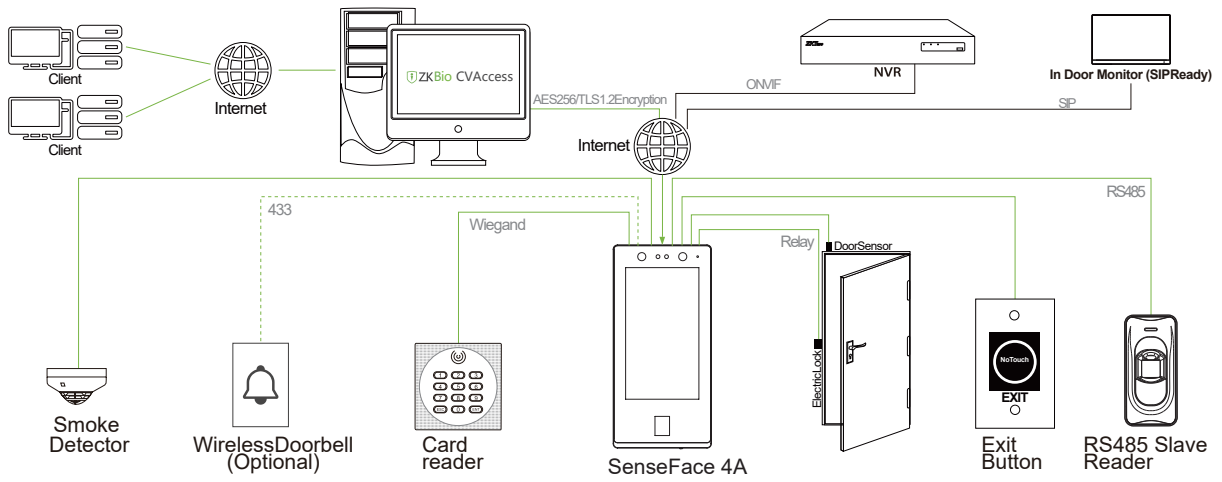 Client
Client
Internet
ZKBio CVAccess
AES256/TLS1.2Encryption
Internet
ONVIF
NVR
SIP
In Door Monitor (SIPReady)
433
Wiegand
Relay
DoorSensor
ElectricLock
RS485
NoTouch
EXIT
Smoke
Detector
WirelessDoorbell
(Optional)
Card
reader
SenseFace 4A
Exit
Button
RS485 Slave
Reader